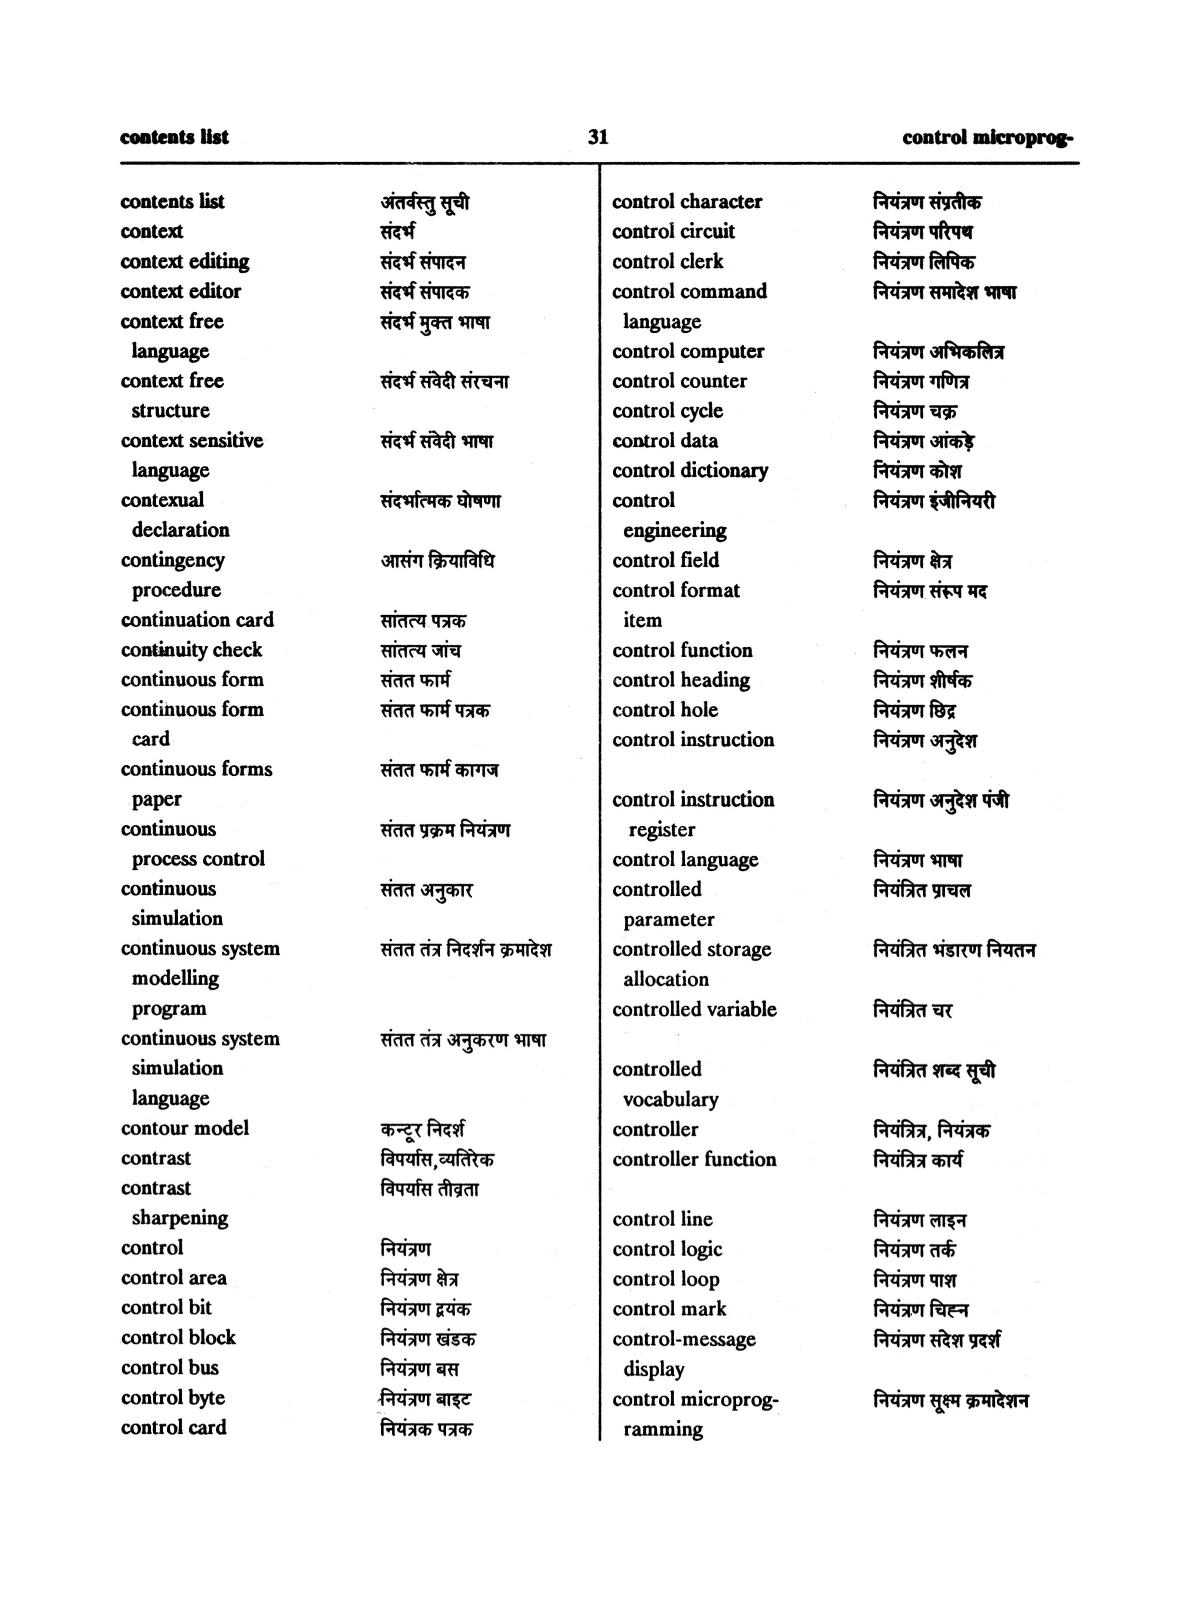 contents list 31 control microprog-
contents list अंतर्वस्तु सूची
context संदर्भ
context editing संदर्भ संपादन
context editor संदर्भ संपादक
context free संदर्भ मुक्त भाषा
language
context free संदर्भ संवेदी संरचना
structure
context sensitive संदर्भ संवेदी भाषा
language
contexual संदर्भात्मक घोषणा
declaration
contingency आसंग क्रियाविधि
procedure
continuation card सांतत्य पत्रक
continuity check सांतत्य जांच
continuous form संतत फार्म
continuous form संतत फार्म पत्रक
card
continuous forms संतत फार्म कागज
paper
continuous संतत प्रक्रम नियंत्रण
process control
continuous संतत अनुकार
simulation
continuous system संतत तंत्र निदर्शन क्रमादेश
modelling
program
continuous system संतत तंत्र अनुकरण भाषा
simulation
language
contour model कन्टूर निदर्श
contrast विपर्यास,व्यतिरेक
contrast विपर्यास तीव्रता
sharpening
control नियंत्रण
control area नियंत्रण क्षेत्र
control bit नियंत्रण द्वयंक
control block नियंत्रण खंडक
control bus नियंत्रण बस
control byte नियंत्रण बाइट
control card नियंत्रक पत्रक
control character नियंत्रण संप्रतीक
control circuit नियंत्रण परिपथ
control clerk नियंत्रण लिपिक
control command नियंत्रण समादेश भाषा
language
control computer नियंत्रण अभिकलित्र
control counter नियंत्रण गणित्र
control cycle नियंत्रण चक्र
control data नियंत्रण आंकड़े
control dictionary नियंत्रण कोश
control नियंत्रण इंजीनियरी
engineering
control field नियंत्रण क्षेत्र
control format नियंत्रण संरूप मद
item
control function नियंत्रण फलन
control heading नियंत्रण शीर्षक
control hole नियंत्रण छिद्र
control instruction नियंत्रण अनुदेश
control instruction नियंत्रण अनुदेश पंजी
register
control language नियंत्रण भाषा
controlled नियंत्रित प्राचल
parameter
controlled storage नियंत्रित भंडारण नियतन
allocation
controlled variable नियंत्रित चर
controlled नियंत्रित शब्द सूची
vocabulary
controller नियंत्रित्र, नियंत्रक
controller function नियंत्रित्र कार्य
control line नियंत्रण लाइन
control logic नियंत्रण तर्क
control loop नियंत्रण पाश
control mark नियंत्रण चिह्न
control-message नियंत्रण संदेश प्रदर्श
display
control microprog- नियंत्रण सूक्ष्म क्रमादेशन
ramming